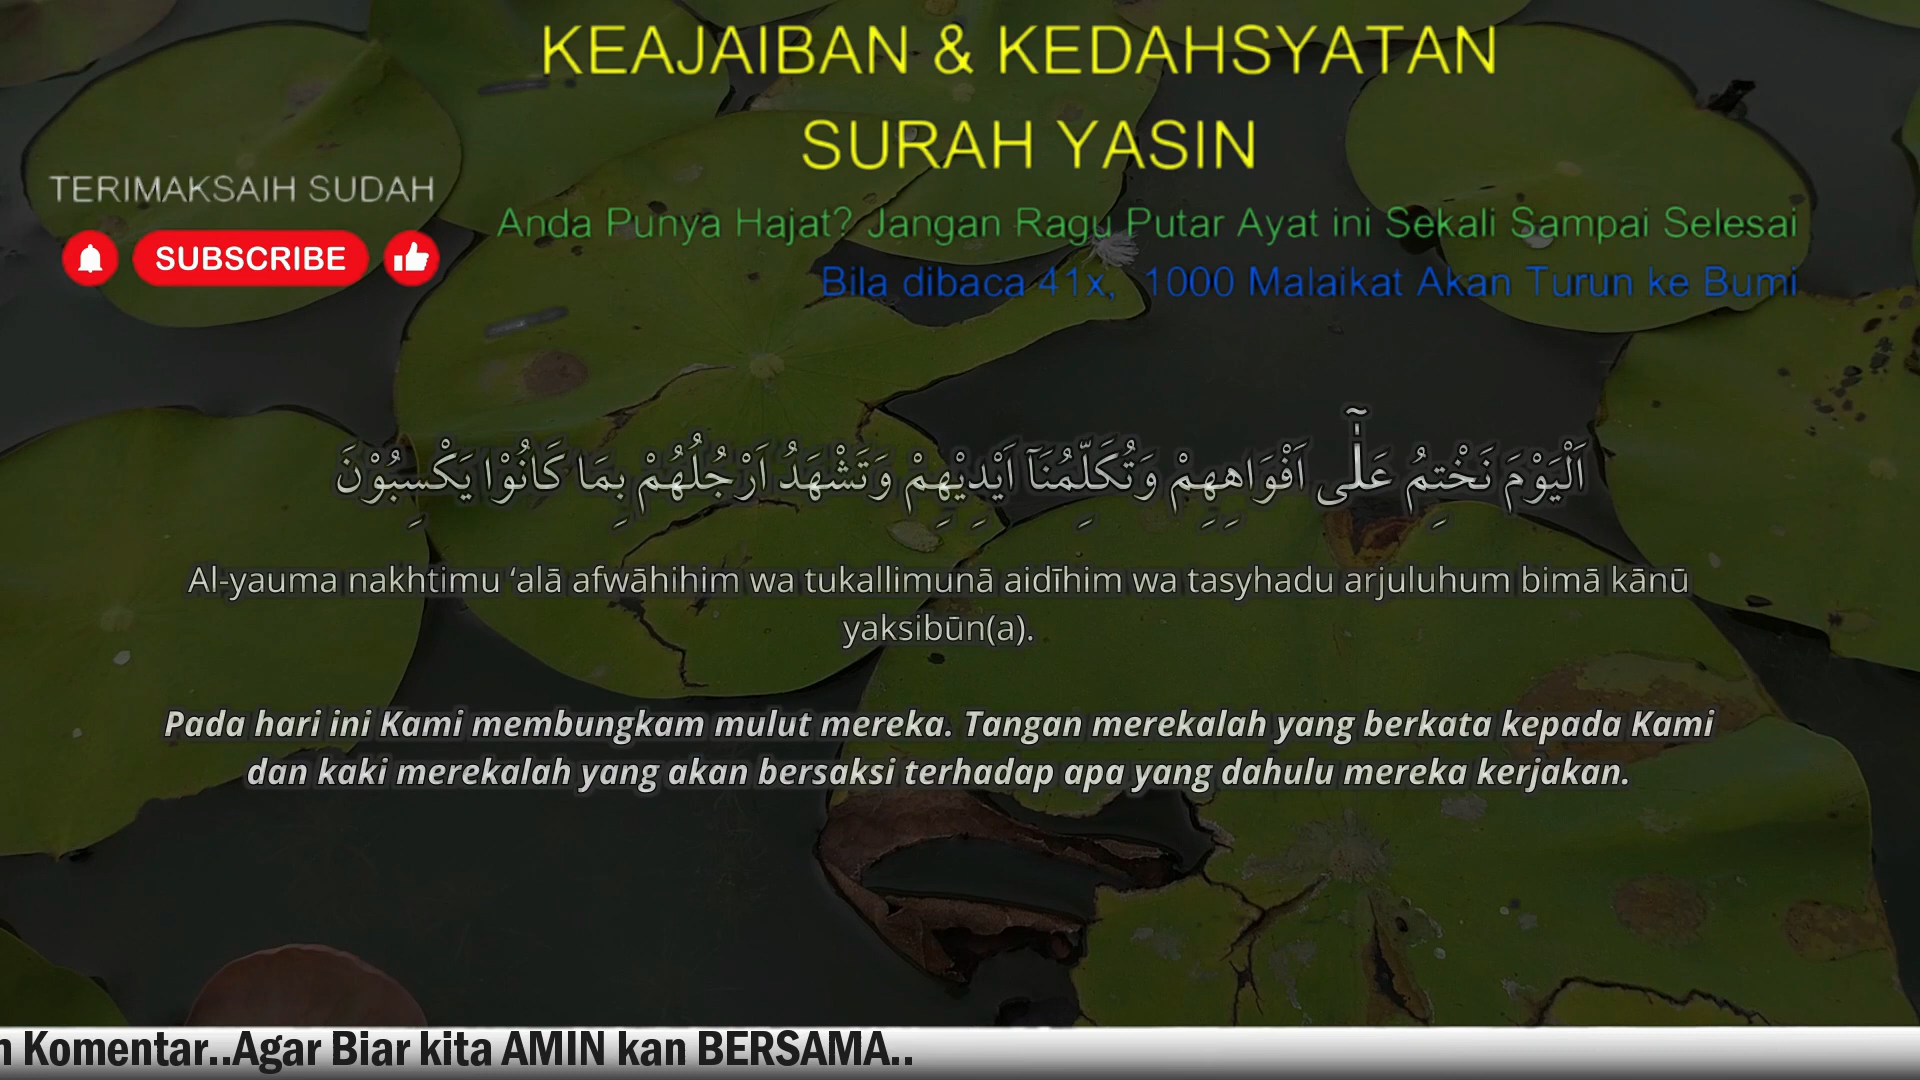 KEAJAIBAN & KEDAHSYATAN
SURAH YASIN
TERIMAKSAIH SUDAH
SUBSCRIBE
Anda Punya Hajat? Jangan Ragu Putar Ayat ini Sekali Sampai Selesai
Bila dibaca 41x, 1000 Malaikat Akan Turun ke Bumi
اَلْيَوْمَ نَخْتِمُ عَلٰٓى اَفْوَاهِهِمْ وَتُكَلِّمُنَآ اَيْدِيْهِمْ وَتَشْهَدُ اَرْجُلُهُمْ بِمَا كَانُوْا يَكْسِبُوْنَ
Al-yauma nakhtimu ‘alā afwāhihim wa tukallimunā aidīhim wa tasyhadu arjuluhum bimā kānū
yaksibūn(a).
Pada hari ini Kami membungkam mulut mereka. Tangan merekalah yang berkata kepada Kami
dan kaki merekalah yang akan bersaksi terhadap apa yang dahulu mereka kerjakan.
Komentar..Agar Biar kita AMIN kan BERSAMA..